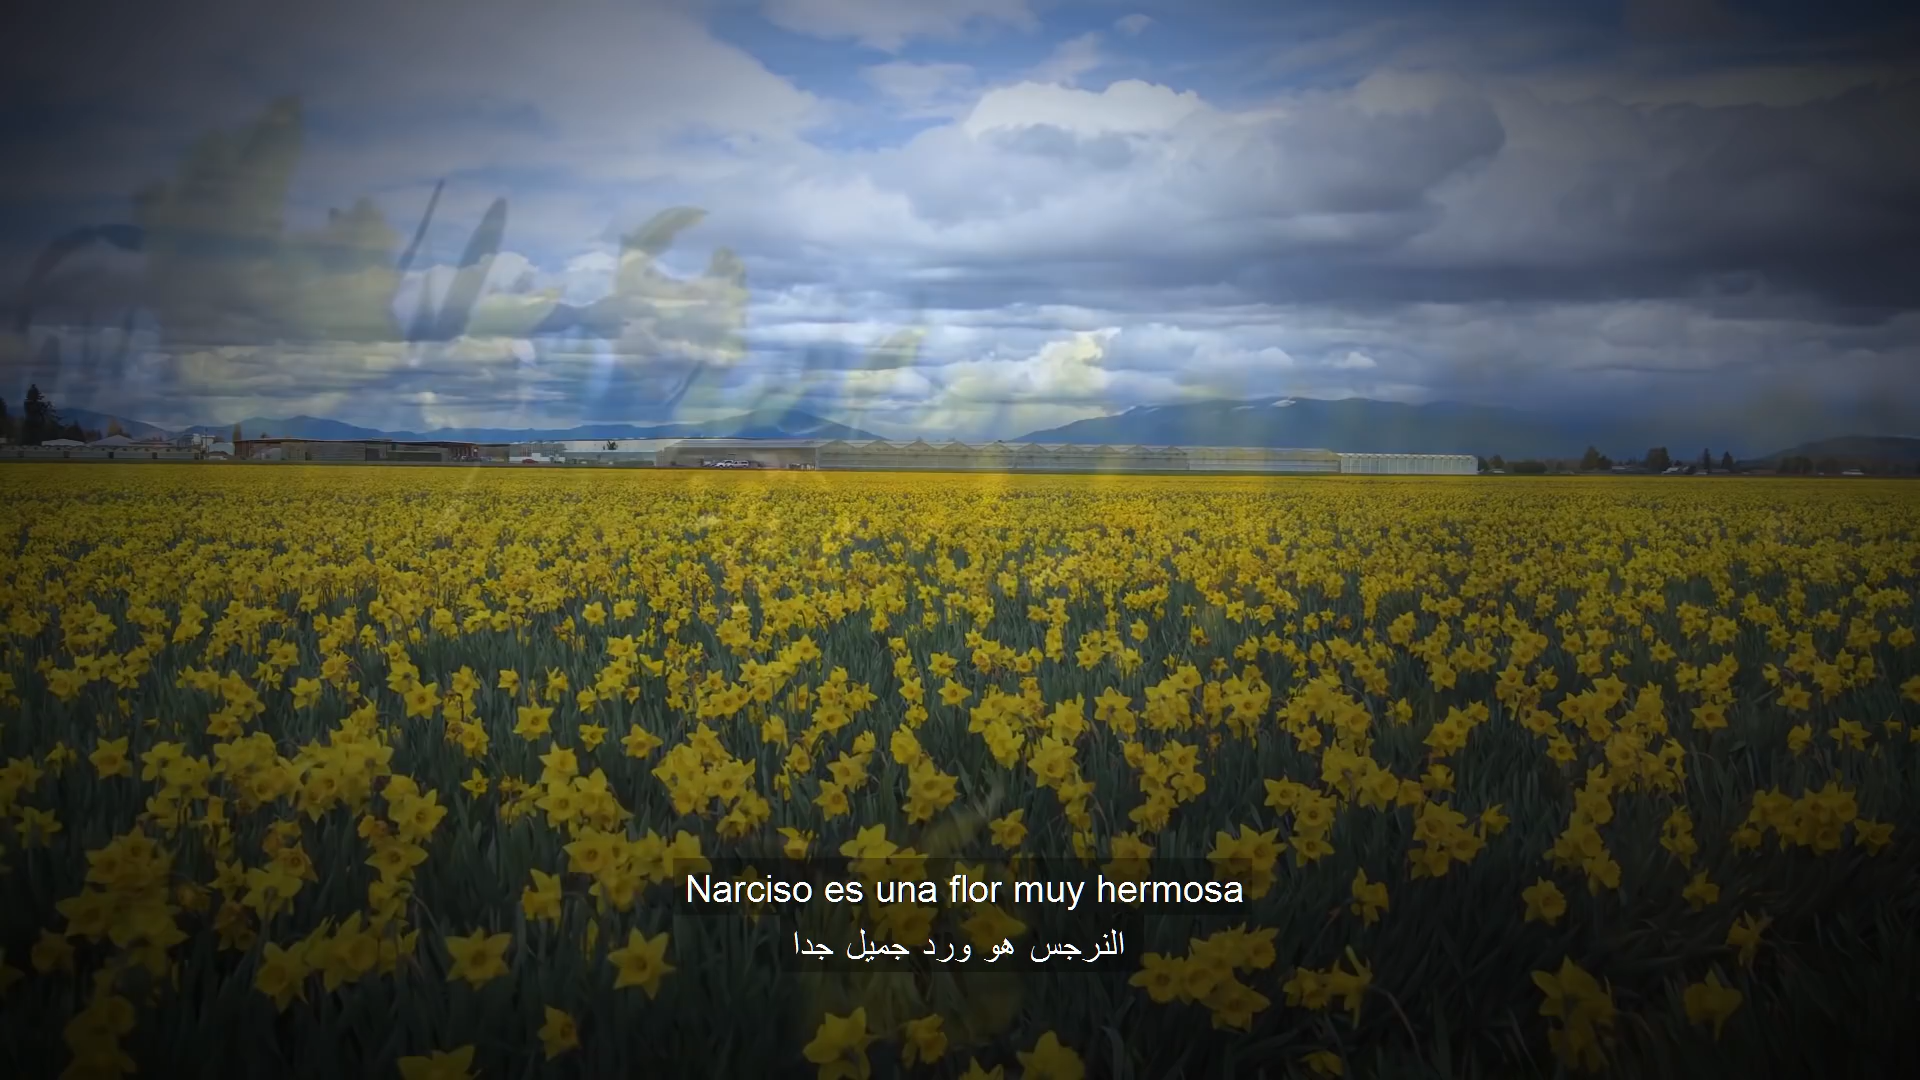 Narciso es una flor muy hermosa
النرجس هو ورد جميل جدا